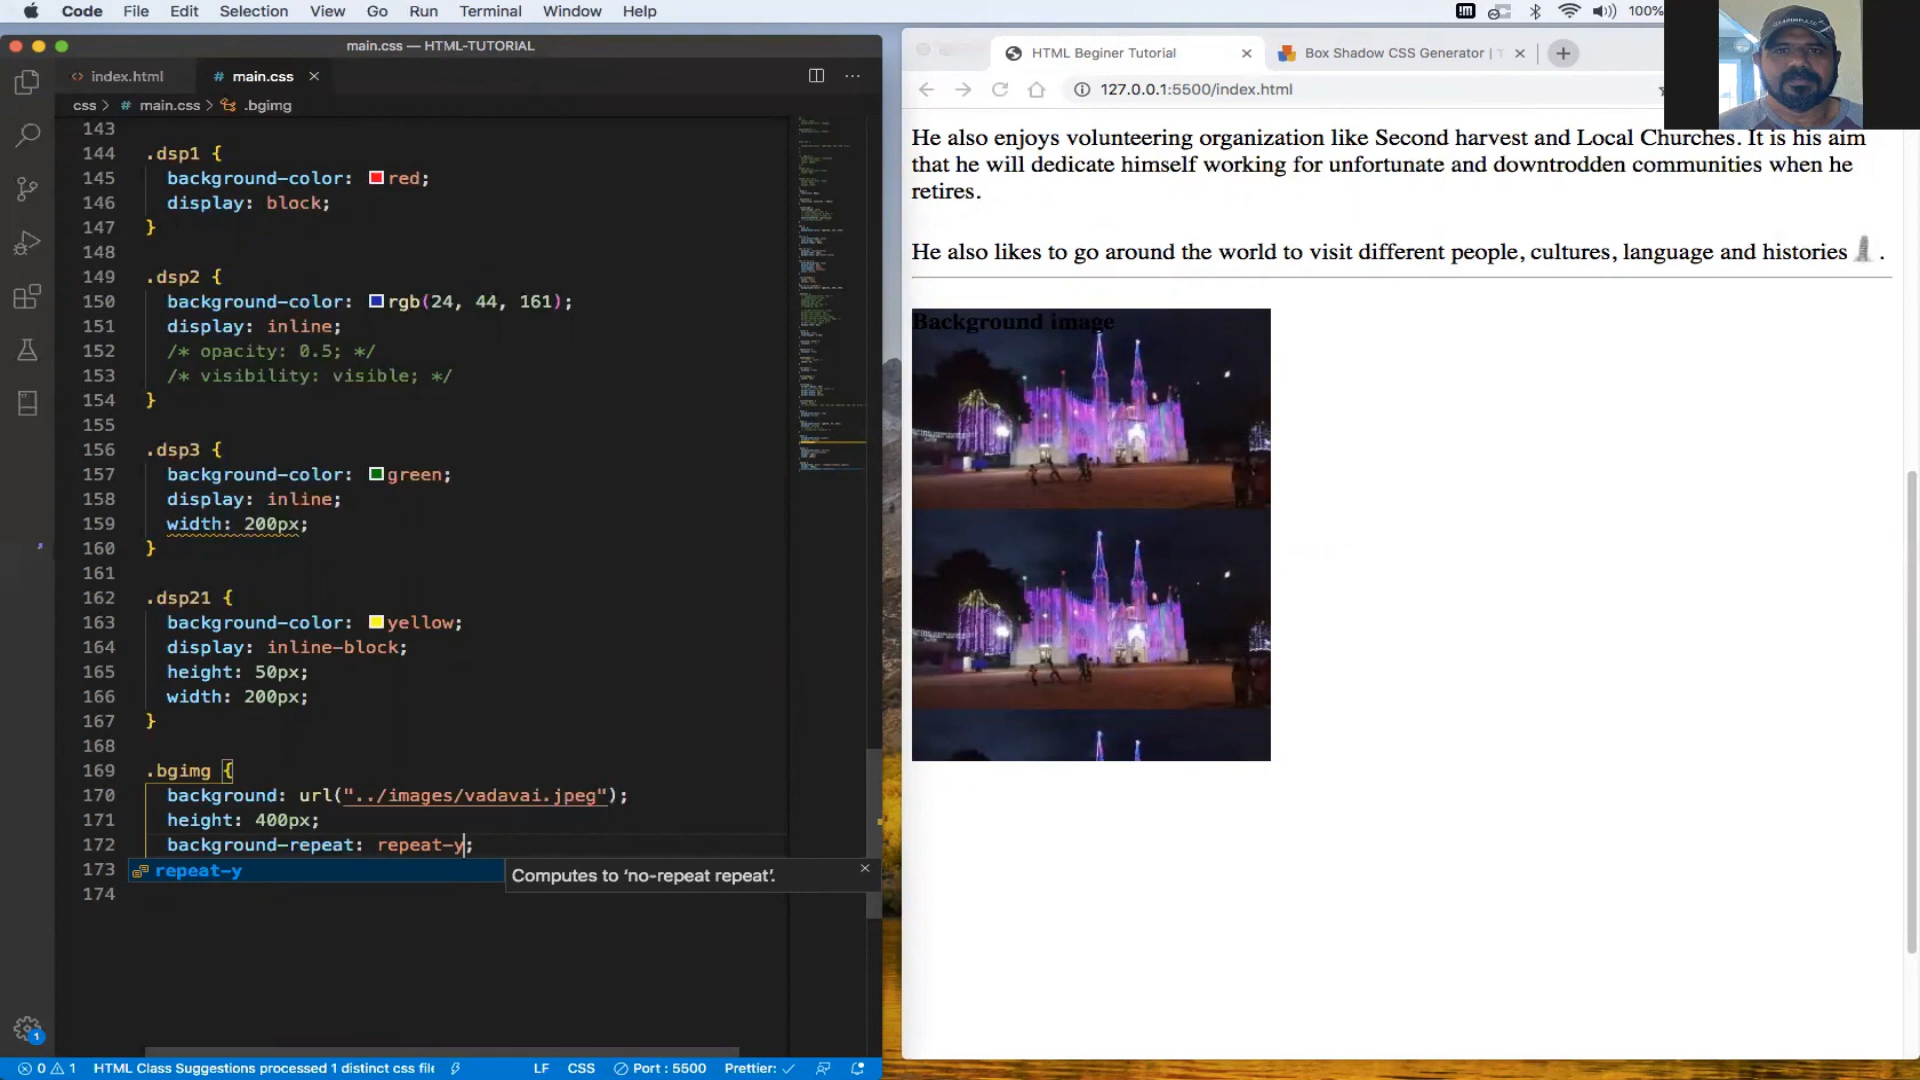 Code File Edit Selection View Go Run Terminal Window Help 100%
main.css — HTML-TUTORIAL
<> index.html # main.css
css > # main.css > .bgimg
143
144 .dsp1 {
145 background-color: red;
146 display: block;
147 }
148
149 .dsp2 {
150 background-color: rgb(24, 44, 161);
151 display: inline;
152 /* opacity: 0.5; */
153 /* visibility: visible; */
154 }
155
156 .dsp3 {
157 background-color: green;
158 display: inline;
159 width: 200px;
160 }
161
162 .dsp21 {
163 background-color: yellow;
164 display: inline-block;
165 height: 50px;
166 width: 200px;
167 }
168
169 .bgimg {
170 background: url("../images/vadavai.jpeg");
171 height: 400px;
172 background-repeat: repeat-y;
173 repeat-y Computes to ‘no-repeat repeat’.
174
1
0 1 HTML Class Suggestions processed 1 distinct css file LF CSS Port : 5500 Prettier:
HTML Beginer Tutorial Box Shadow CSS Generator |
127.0.0.1:5500/index.html
He also enjoys volunteering organization like Second harvest and Local Churches. It is his aim
that he will dedicate himself working for unfortunate and downtrodden communities when he
retires.
He also likes to go around the world to visit different people, cultures, language and histories .
Background image